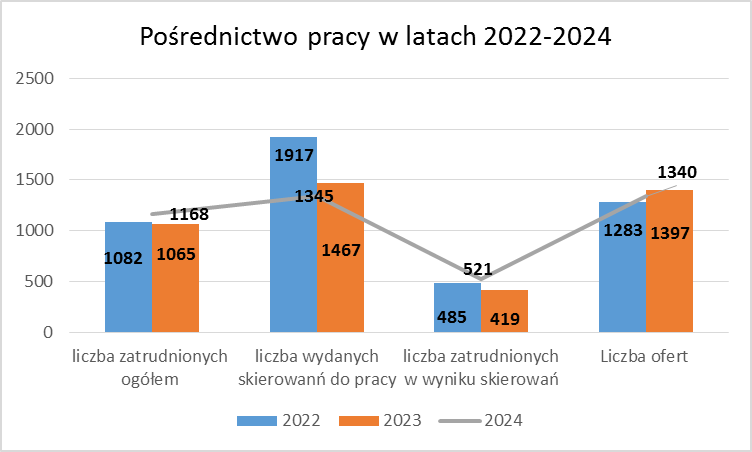 Pośrednictwo pracy w latach 2022-2024
2500
2000
1500
1000
500
0
1082
1065
1168
1917
1467
1345
485
419
521
1283
1397
1340
liczba zatrudnionych
ogółem
liczba wydanych
skierowanń do pracy
liczba zatrudnionych
w wyniku skierowań
Liczba ofert
2022
2023
2024